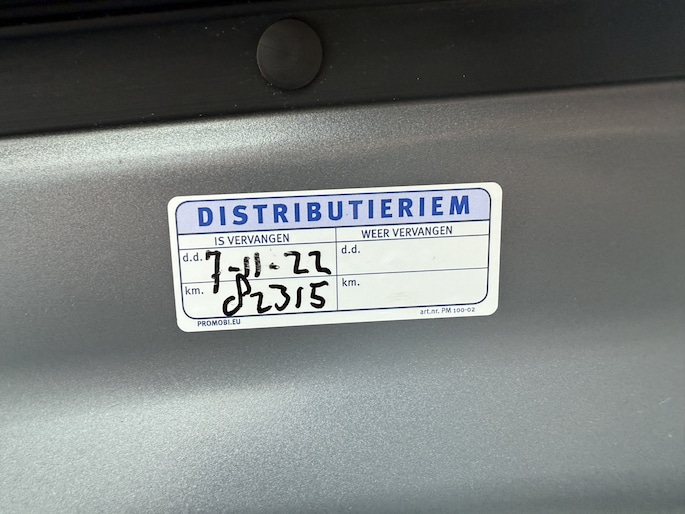 DISTRIBUTIERIEM
IS VERVANGEN WEER VERVANGEN
d.d. 7-11-22 d.d.
km. 82315 km.
PROMOBI.EU art.nr. PM 100-02